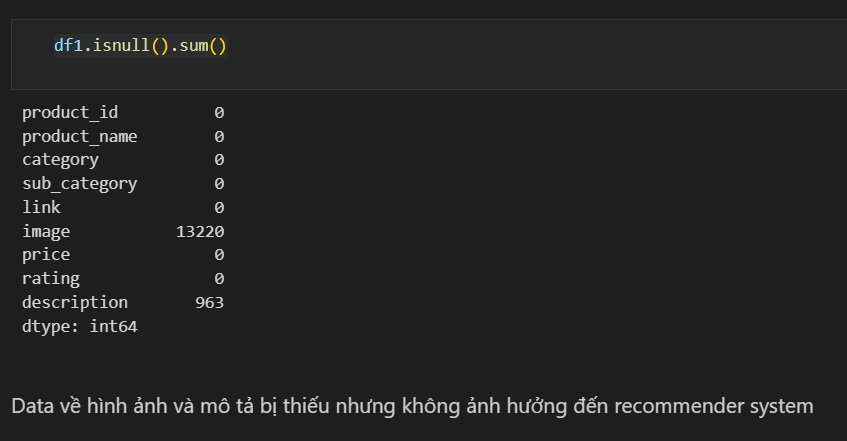 df1.isnull().sum()
product_id 0
product_name 0
category 0
sub_category 0
link 0
image 13220
price 0
rating 0
description 963
dtype: int64
Data về hình ảnh và mô tả bị thiếu nhưng không ảnh hưởng đến recommender system